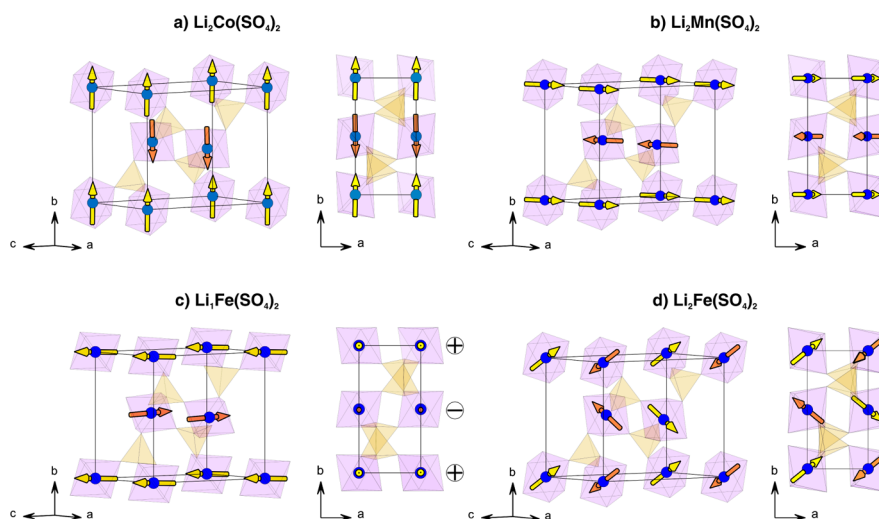 a) Li₂Co(SO₄)₂
b) Li₂Mn(SO₄)₂
b
c
a
b
a
b
c
a
b
a
c) Li₁Fe(SO₄)₂
d) Li₂Fe(SO₄)₂
+
−
+
b
c
a
b
a
b
c
a
b
a